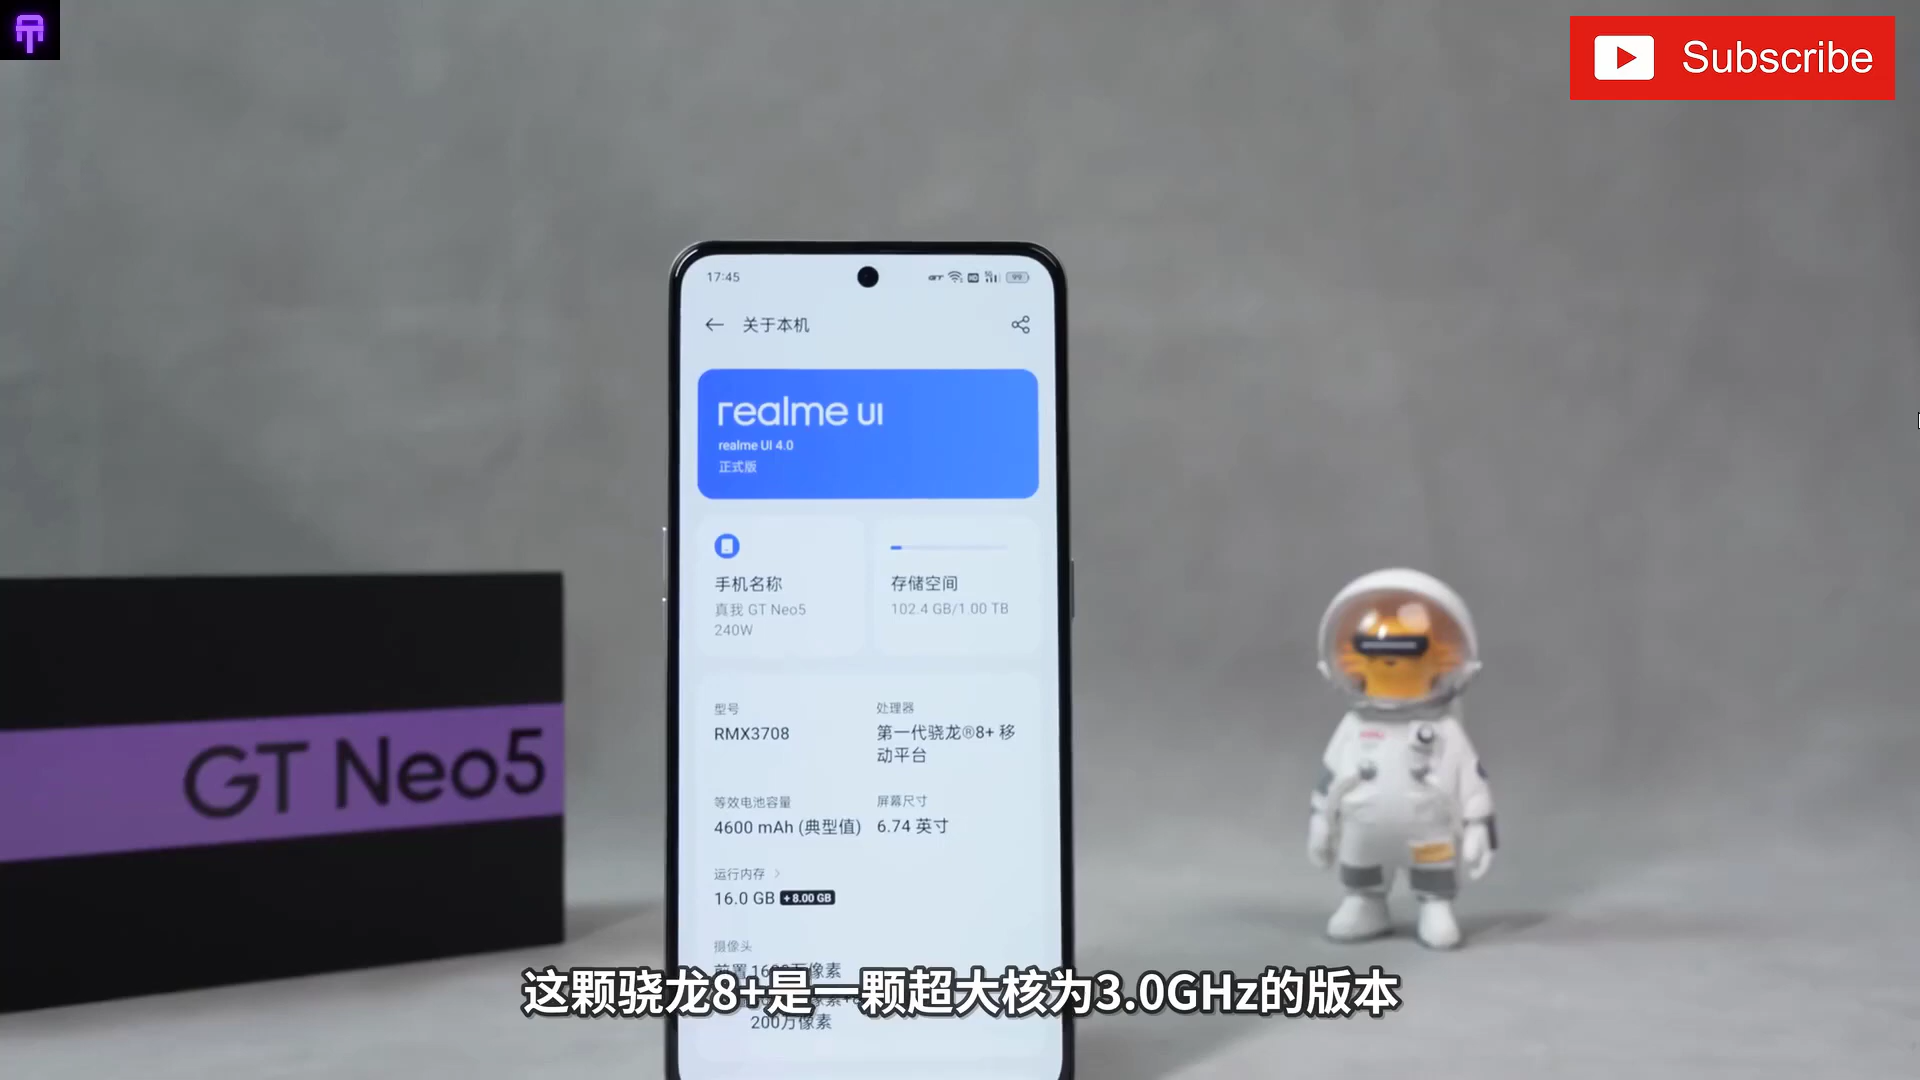 Subscribe
17:45
99
关于本机
realme UI
realme UI 4.0
正式版
手机名称
真我 GT Neo5
240W
存储空间
102.4 GB/1.00 TB
型号
RMX3708
处理器
第一代骁龙®8+ 移
动平台
等效电池容量
4600 mAh (典型值)
屏幕尺寸
6.74 英寸
运行内存
16.0 GB +8.00 GB
摄像头
200万像素
GT Neo5
这颗骁龙8+是一颗超大核为3.0GHz的版本